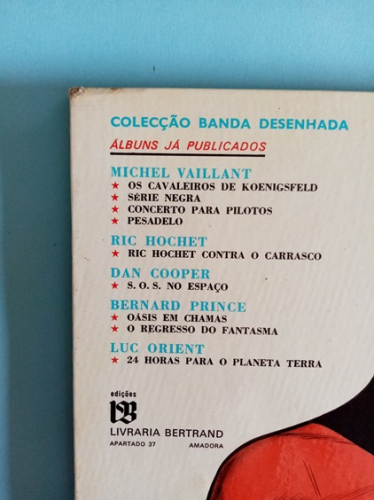 COLECÇÃO BANDA DESENHADA
ÁLBUNS JÁ PUBLICADOS
MICHEL VAILLANT
★ OS CAVALEIROS DE KOENIGSFELD
★ SÉRIE NEGRA
★ CONCERTO PARA PILOTOS
★ PESADELO
RIC HOCHET
★ RIC HOCHET CONTRA O CARRASCO
DAN COOPER
★ S.O.S. NO ESPAÇO
BERNARD PRINCE
★ OÁSIS EM CHAMAS
★ O REGRESSO DO FANTASMA
LUC ORIENT
★ 24 HORAS PARA O PLANETA TERRA
edições
LB
LIVRARIA BERTRAND
APARTADO 37 AMADORA